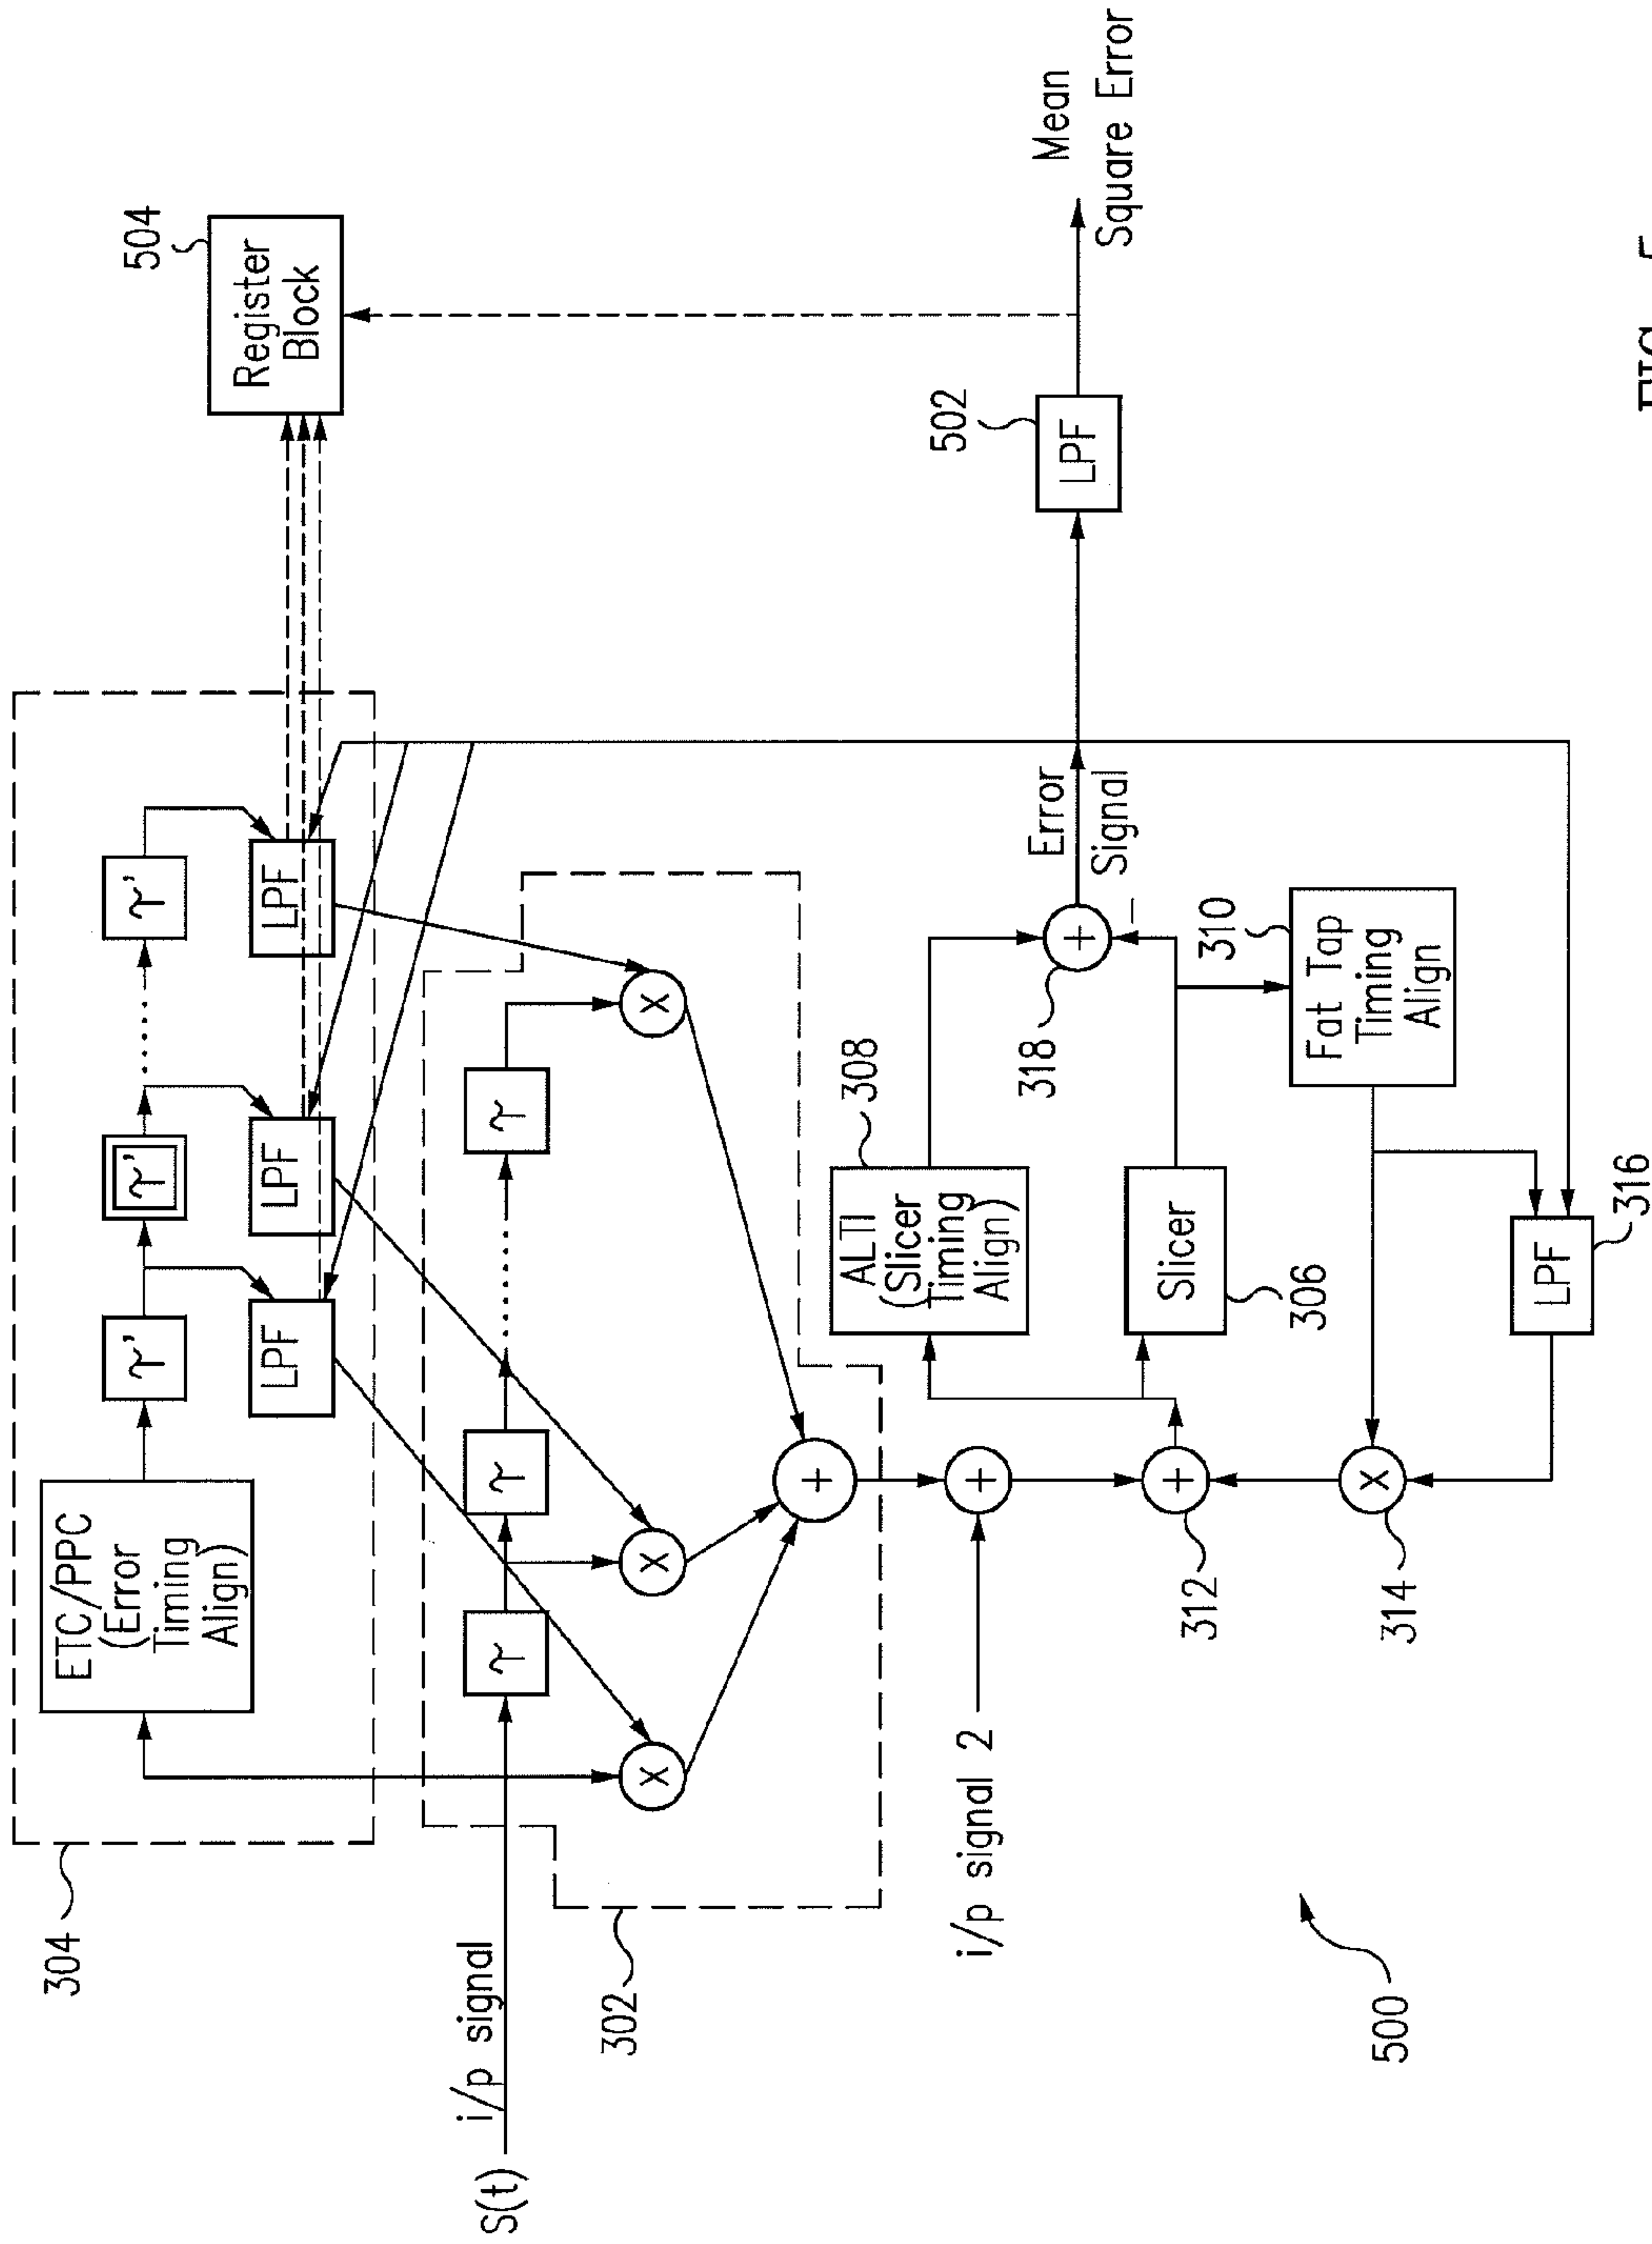 304
ETC/PPC
(Error
Timing
Align)
τ'
τ'
τ'
LPF
LPF
LPF
504
Register
Block
S(t)
i/p signal
302
τ
τ
τ
X
X
X
+
i/p signal 2
+
308
ALTI
(Slicer
Timing
Align)
Slicer
306
312
+
314
X
318
+
−
Error
Signal
310
Fat Tap
Timing
Align
LPF
316
502
LPF
Mean
Square Error
500